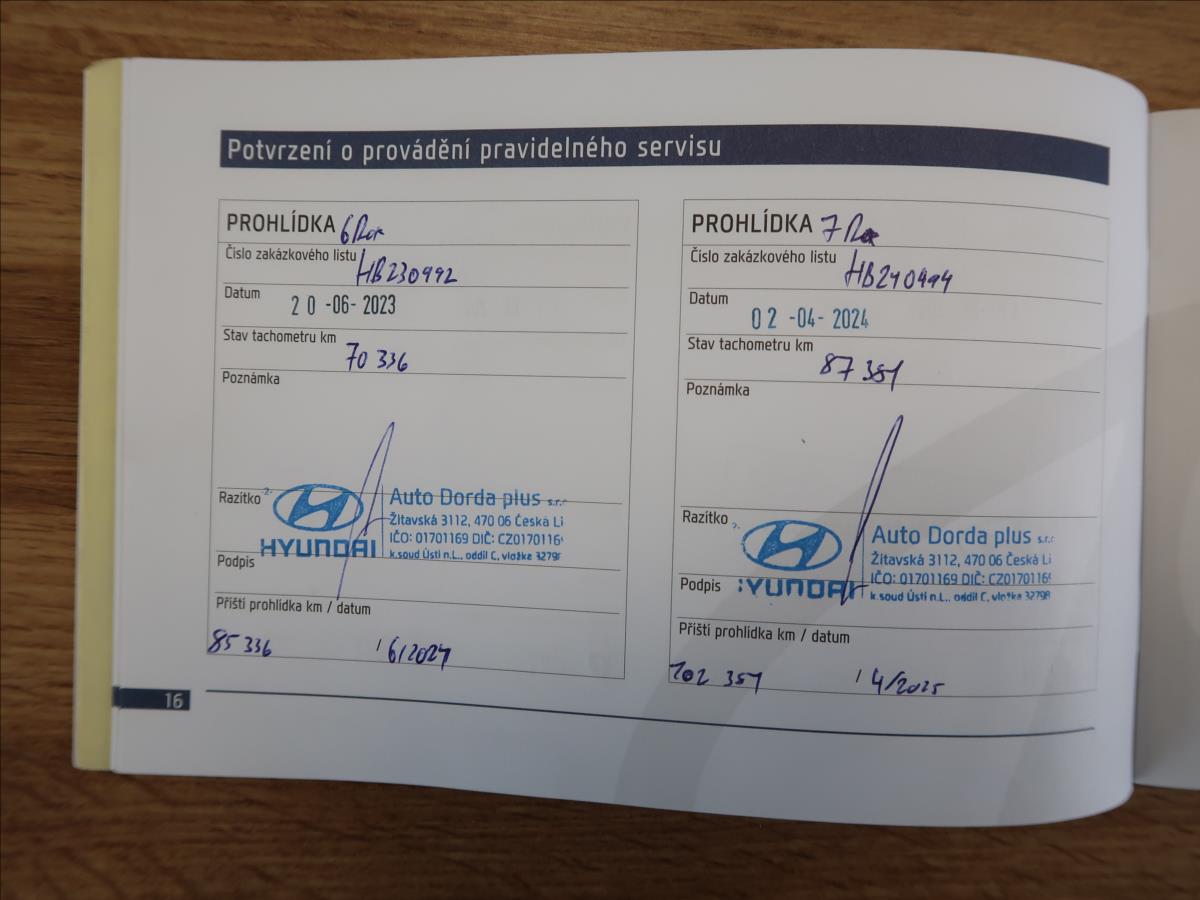 Potvrzení o provádění pravidelného servisu
PROHLÍDKA 6 Rok
Číslo zakázkového listu HB230992
Datum 20 -06- 2023
Stav tachometru km 70 336
Poznámka
Razítko
HYUNDAI
Auto Dorda plus s.r.
Žitavská 3112, 470 06 Česká Li
IČO: 01701169 DIČ: CZ0170116
k.soud Ústí n.L., oddíl C, vložka 3279
Podpis
Příští prohlídka km / datum
85 336 / 6/2024
PROHLÍDKA 7 Rok
Číslo zakázkového listu HB240494
Datum 02 -04- 2024
Stav tachometru km 87 351
Poznámka
Razítko
YUNDAI
Auto Dorda plus s.r.
Žitavská 3112, 470 06 Česká Li
IČO: 01701169 DIČ: CZ0170116
k.soud Ústí n.L., oddíl C, vložka 3279
Podpis
Příští prohlídka km / datum
102 351 / 4/2025
16